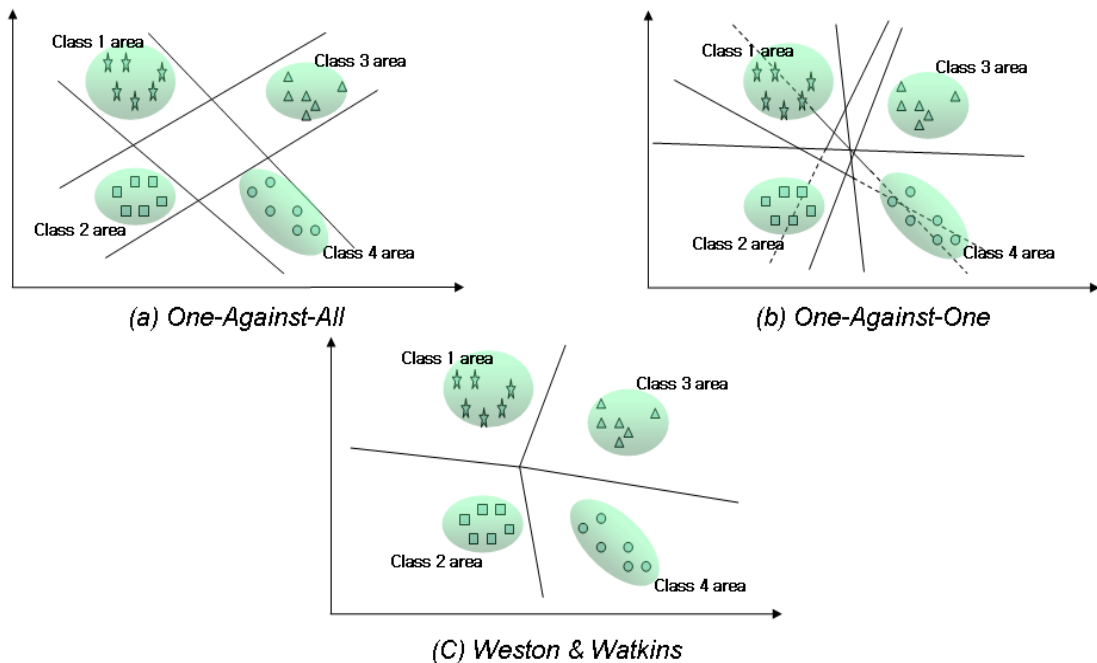 Class 1 area
Class 3 area
Class 2 area
Class 4 area
(a) One-Against-All
Class 1 area
Class 3 area
Class 2 area
Class 4 area
(b) One-Against-One
Class 1 area
Class 3 area
Class 2 area
Class 4 area
(C) Weston & Watkins